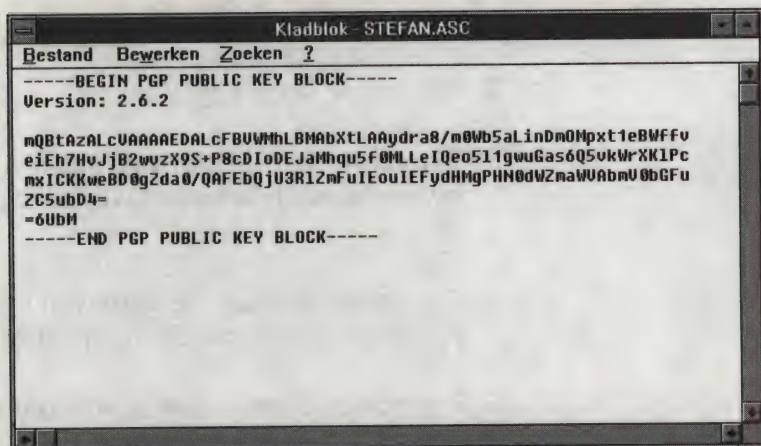 Kladblok - STEFAN.ASC
Bestand Bewerken Zoeken ?
-----BEGIN PGP PUBLIC KEY BLOCK-----
Version: 2.6.2
mQBtAzALcVAAAAEDALcFBVWMhLBMAbXtLAAydra8/m0Wb5aLinDmOMpxt1eBWffv
eiEh7HvJjB2wvzX9S+P8cDIoDEJaMhqu5f0MLLeIQeo5l1gwuGas6Q5vkWrXKlPc
mxICKKweBD0gZda0/QAFEbQjU3RlZmFuIEouIEFydHMgPHN0dWZmaWVAbmV0bGFu
ZC5ubD4=
=6UbM
-----END PGP PUBLIC KEY BLOCK-----